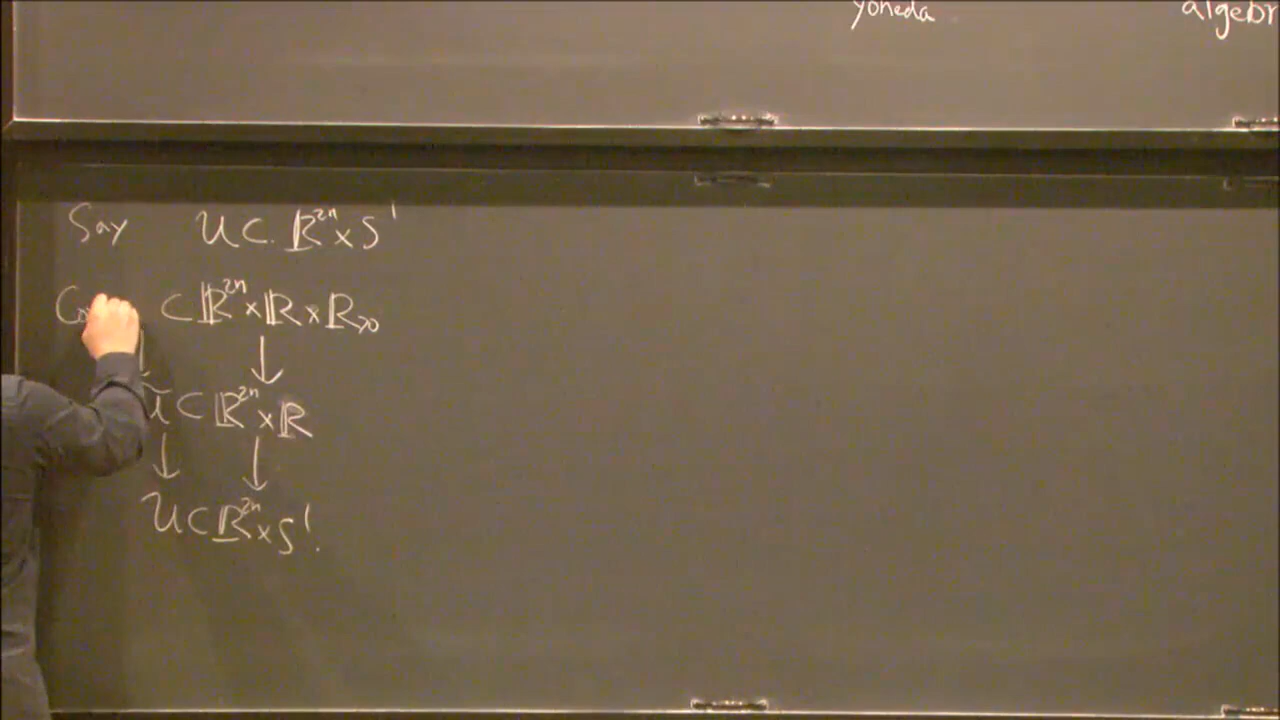 yoneda algebr
Say U ⊂ ℝ²ⁿ × S¹
⊂ ℝ²ⁿ × ℝ × ℝ>0
↓ ↓
Ũ ⊂ ℝ²ⁿ × ℝ
↓ ↓
U ⊂ ℝ²ⁿ × S¹.